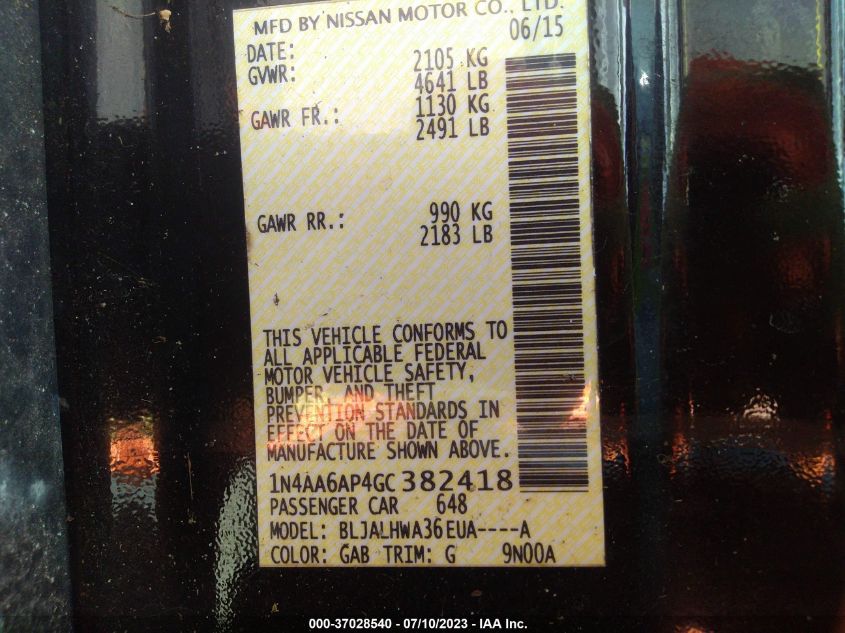 MFD BY NISSAN MOTOR CO., LTD.
DATE: 06/15
GVWR: 2105 KG
4641 LB
GAWR FR.: 1130 KG
2491 LB
GAWR RR.: 990 KG
2183 LB
THIS VEHICLE CONFORMS TO
ALL APPLICABLE FEDERAL
MOTOR VEHICLE SAFETY,
BUMPER, AND THEFT
PREVENTION STANDARDS IN
EFFECT ON THE DATE OF
MANUFACTURE SHOWN ABOVE.
1N4AA6AP4GC 382418
PASSENGER CAR 648
MODEL: BLJALHWA36EUA----A
COLOR: GAB TRIM: G 9N00A
000-37028540 - 07/10/2023 - IAA Inc.